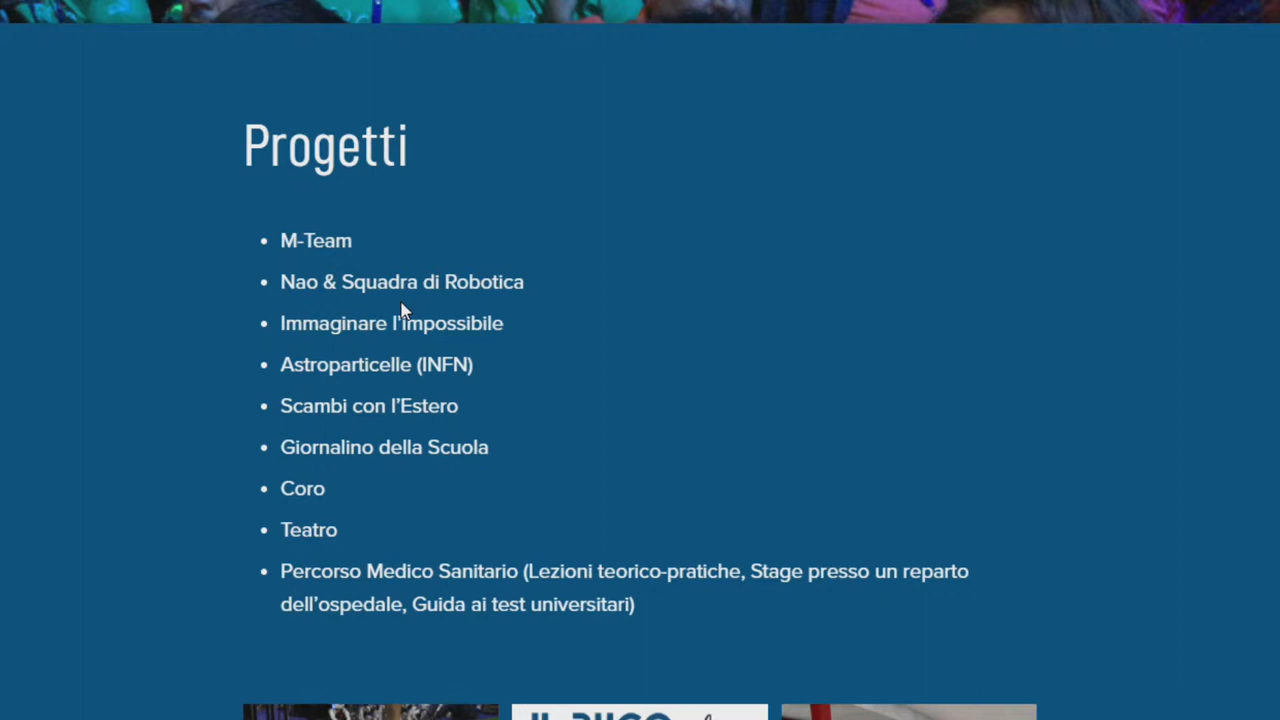 Progetti
M-Team
Nao & Squadra di Robotica
Immaginare l'impossibile
Astroparticelle (INFN)
Scambi con l’Estero
Giornalino della Scuola
Coro
Teatro
Percorso Medico Sanitario (Lezioni teorico-pratiche, Stage presso un reparto
dell’ospedale, Guida ai test universitari)